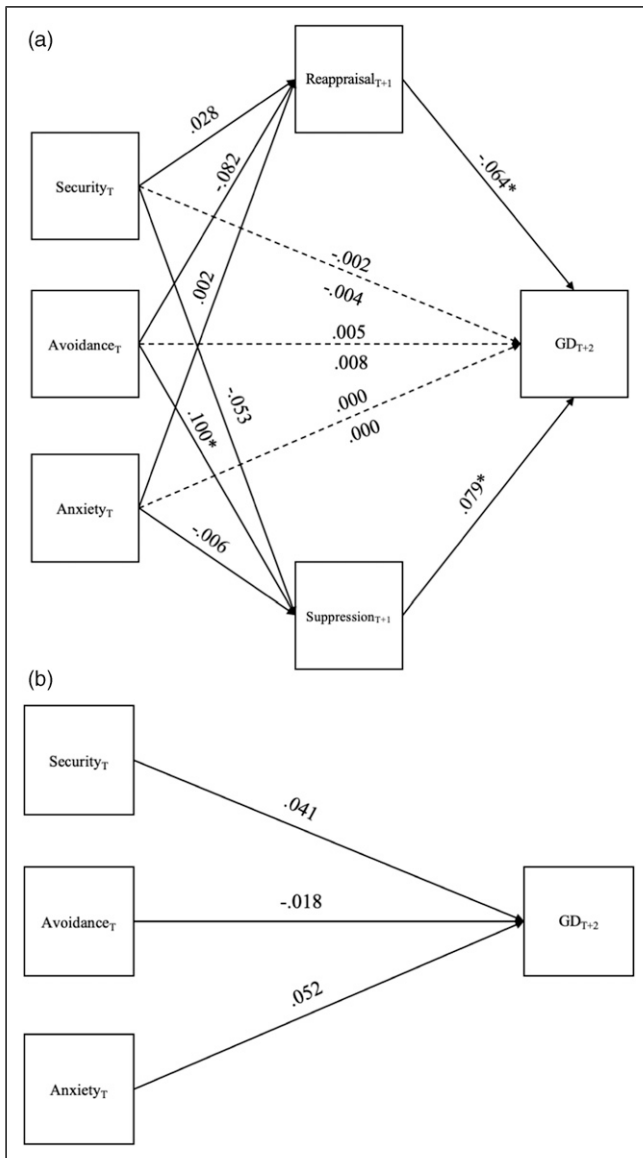 (a)
Reappraisal_T+1
.028
-.064*
Security_T
-.082
.002
-.002
-.004
Avoidance_T
.005
.008
GD_T+2
-.053
.100*
.000
.000
Anxiety_T
-.006
.079*
Suppression_T+1
(b)
Security_T
.041
Avoidance_T
-.018
GD_T+2
.052
Anxiety_T